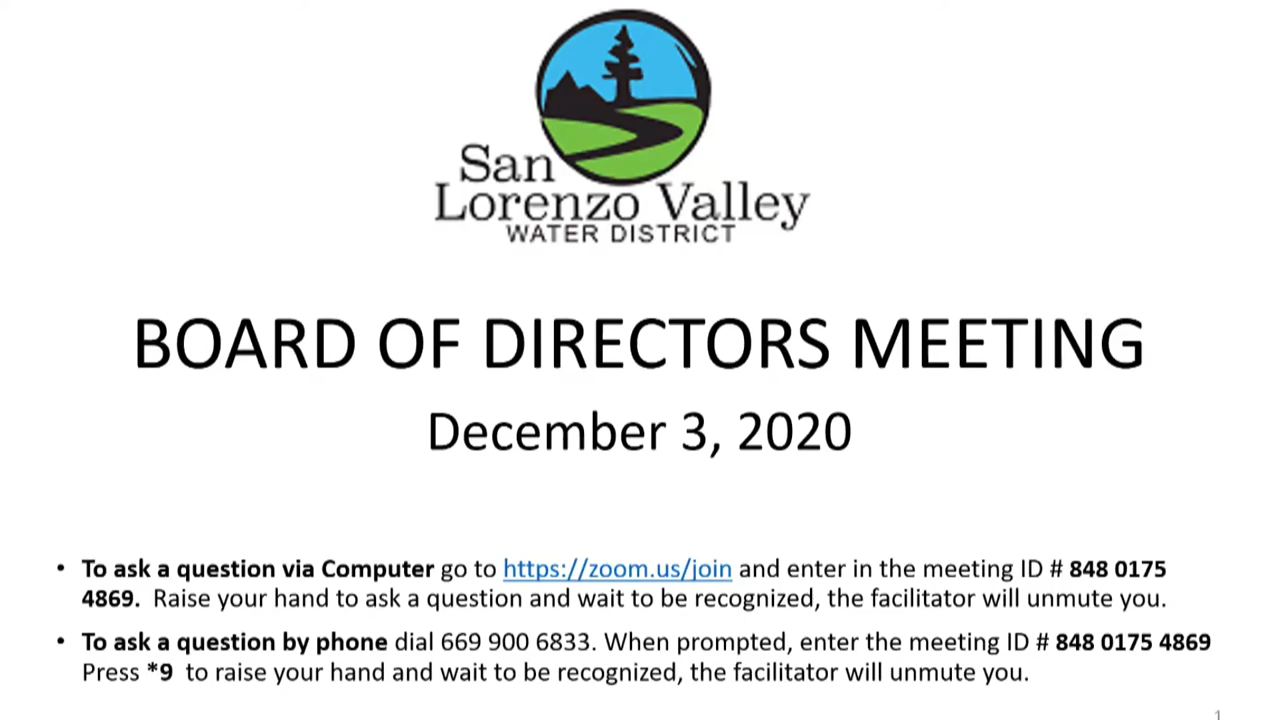 San
Lorenzo Valley
WATER DISTRICT
BOARD OF DIRECTORS MEETING
December 3, 2020
• To ask a question via Computer go to https://zoom.us/join and enter in the meeting ID # 848 0175
4869. Raise your hand to ask a question and wait to be recognized, the facilitator will unmute you.
• To ask a question by phone dial 669 900 6833. When prompted, enter the meeting ID # 848 0175 4869
Press *9 to raise your hand and wait to be recognized, the facilitator will unmute you.
1